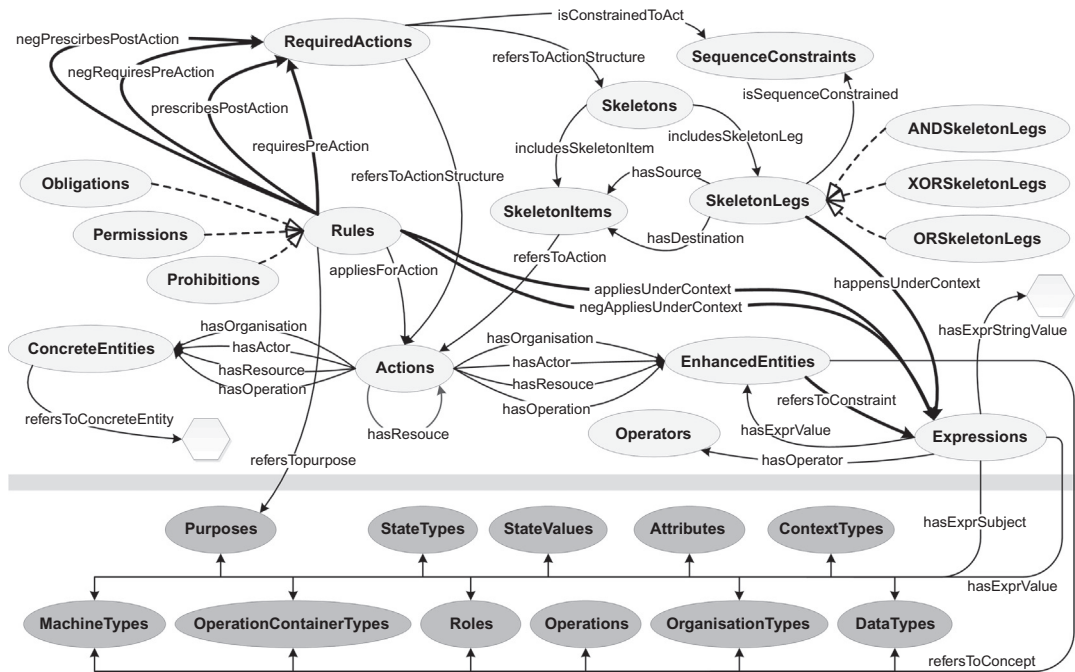 isConstrainedToAct
negPrescirbesPostAction
RequiredActions
SequenceConstraints
refersToActionStructure
negRequiresPreAction
isSequenceConstrained
Skeletons
prescribesPostAction
ANDSkeletonLegs
includesSkeletonLeg
requiresPreAction
includesSkeletonItem
refersToActionStructure
hasSource
Obligations
XORSkeletonLegs
SkeletonLegs
SkeletonItems
Permissions
Rules
hasDestination
ORSkeletonLegs
refersToAction
Prohibitions
appliesForAction
happensUnderContext
appliesUnderContext
negAppliesUnderContext
hasExprStringValue
hasOrganisation
hasOrganisation
ConcreteEntities
hasActor
hasActor
EnhancedEntities
Actions
hasResource
hasResouce
hasOperation
hasOperation
refersToConstraint
refersToConcreteEntity
hasResouce
Operators
hasExprValue
Expressions
refersTopurpose
hasOperator
Purposes
StateTypes
StateValues
Attributes
ContextTypes
hasExprSubject
hasExprValue
MachineTypes
OperationContainerTypes
Roles
Operations
OrganisationTypes
DataTypes
refersToConcept